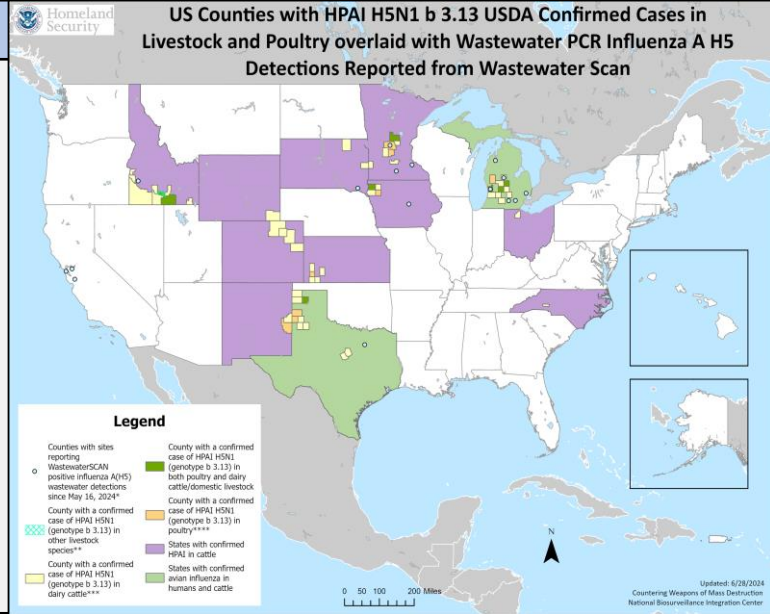 Homeland
Security
US Counties with HPAI H5N1 b 3.13 USDA Confirmed Cases in
Livestock and Poultry overlaid with Wastewater PCR Influenza A H5
Detections Reported from Wastewater Scan
Legend
Counties with sites
reporting
WastewaterSCAN
positive influenza A(H5)
wastewater detections
since May 16, 2024*
County with a confirmed
case of HPAI H5N1
(genotype b 3.13) in
other livestock
species**
County with a confirmed
case of HPAI H5N1
(genotype b 3.13) in
dairy cattle***
County with a confirmed
case of HPAI H5N1
(genotype b 3.13) in
both poultry and dairy
cattle/domestic livestock
County with a confirmed
case of HPAI H5N1
(genotype b 3.13) in
poultry****
States with confirmed
HPAI in cattle
States with confirmed
avian influenza in
humans and cattle
0 50 100 200 Miles
N
Updated: 6/28/2024
Countering Weapons of Mass Destruction
National Biosurveillance Integration Center